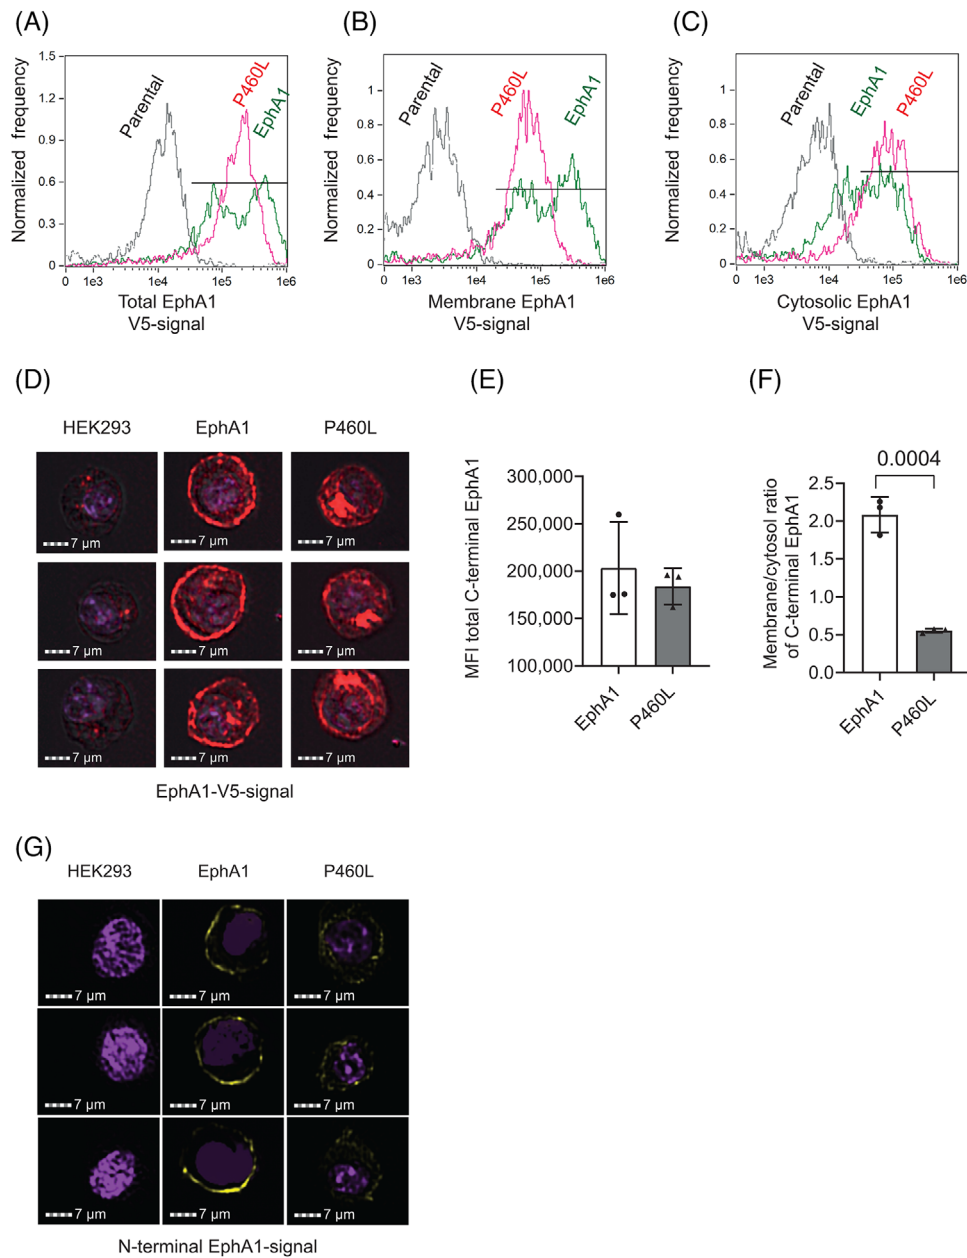 (A)
Normalized frequency
1.5
1.2
0.9
0.6
0.3
0
Parental
P460L
EphA1
0
1e3
1e4
1e5
1e6
Total EphA1
V5-signal
(B)
Normalized frequency
1
0.8
0.6
0.4
0.2
0
Parental
P460L
EphA1
0
1e3
1e4
1e5
1e6
Membrane EphA1
V5-signal
(C)
Normalized frequency
1
0.8
0.6
0.4
0.2
0
Parental
EphA1
P460L
0
1e3
1e4
1e5
1e6
Cytosolic EphA1
V5-signal
(D)
HEK293
EphA1
P460L
7 µm
7 µm
7 µm
7 µm
7 µm
7 µm
7 µm
7 µm
7 µm
EphA1-V5-signal
(E)
MFI total C-terminal EphA1
300,000
250,000
200,000
150,000
100,000
EphA1
P460L
(F)
Membrane/cytosol ratio
of C-terminal EphA1
0.0004
2.5
2.0
1.5
1.0
0.5
0.0
EphA1
P460L
(G)
HEK293
EphA1
P460L
7 µm
7 µm
7 µm
7 µm
7 µm
7 µm
7 µm
7 µm
7 µm
N-terminal EphA1-signal